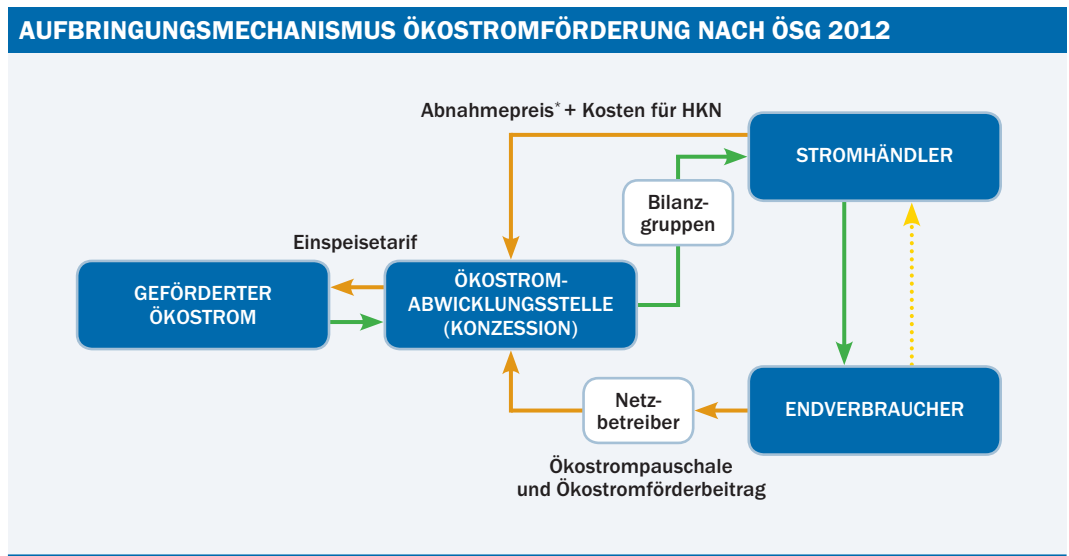 AUFBRINGUNGSMECHANISMUS ÖKOSTROMFÖRDERUNG NACH ÖSG 2012
Abnahmepreis* + Kosten für HKN
STROMHÄNDLER
Bilanz-
gruppen
Einspeisetarif
GEFÖRDERTER
ÖKOSTROM
ÖKOSTROM-
ABWICKLUNGSSTELLE
(KONZESSION)
Netz-
betreiber
ENDVERBRAUCHER
Ökostrompauschale
und Ökostromförderbeitrag